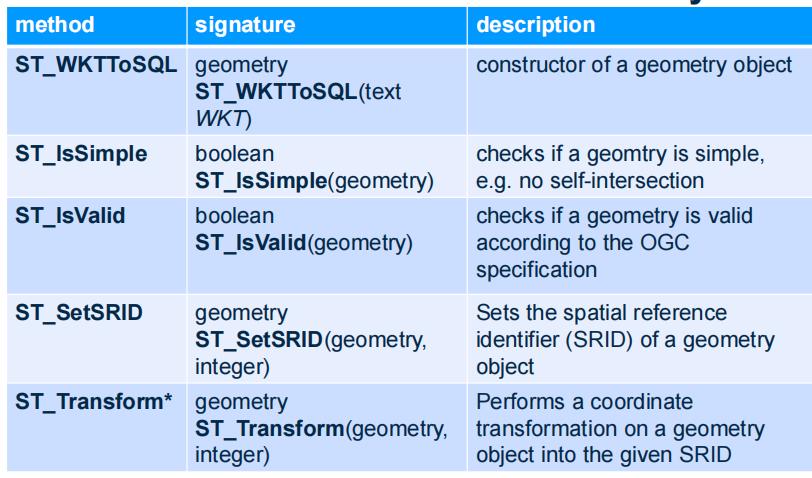 method
signature
description
ST_WKTToSQL
geometry
ST_WKTToSQL(text
WKT)
constructor of a geometry object
ST_IsSimple
boolean
ST_IsSimple(geometry)
checks if a geomtry is simple,
e.g. no self-intersection
ST_IsValid
boolean
ST_IsValid(geometry)
checks if a geometry is valid
according to the OGC
specification
ST_SetSRID
geometry
ST_SetSRID(geometry,
integer)
Sets the spatial reference
identifier (SRID) of a geometry
object
ST_Transform*
geometry
ST_Transform(geometry,
integer)
Performs a coordinate
transformation on a geometry
object into the given SRID